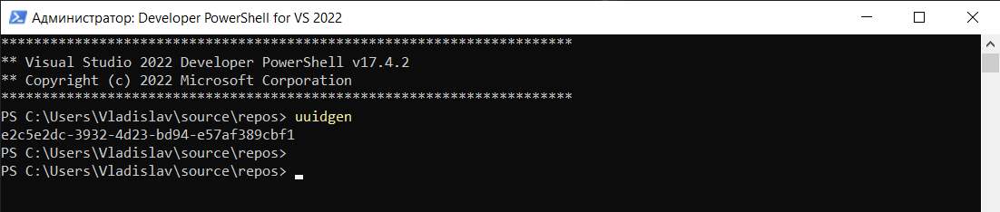 Администратор: Developer PowerShell for VS 2022
**********************************************************************
** Visual Studio 2022 Developer PowerShell v17.4.2
** Copyright (c) 2022 Microsoft Corporation
**********************************************************************
PS C:\Users\Vladislav\source\repos> uuidgen
e2c5e2dc-3932-4d23-bd94-e57af389cbf1
PS C:\Users\Vladislav\source\repos>
PS C:\Users\Vladislav\source\repos>